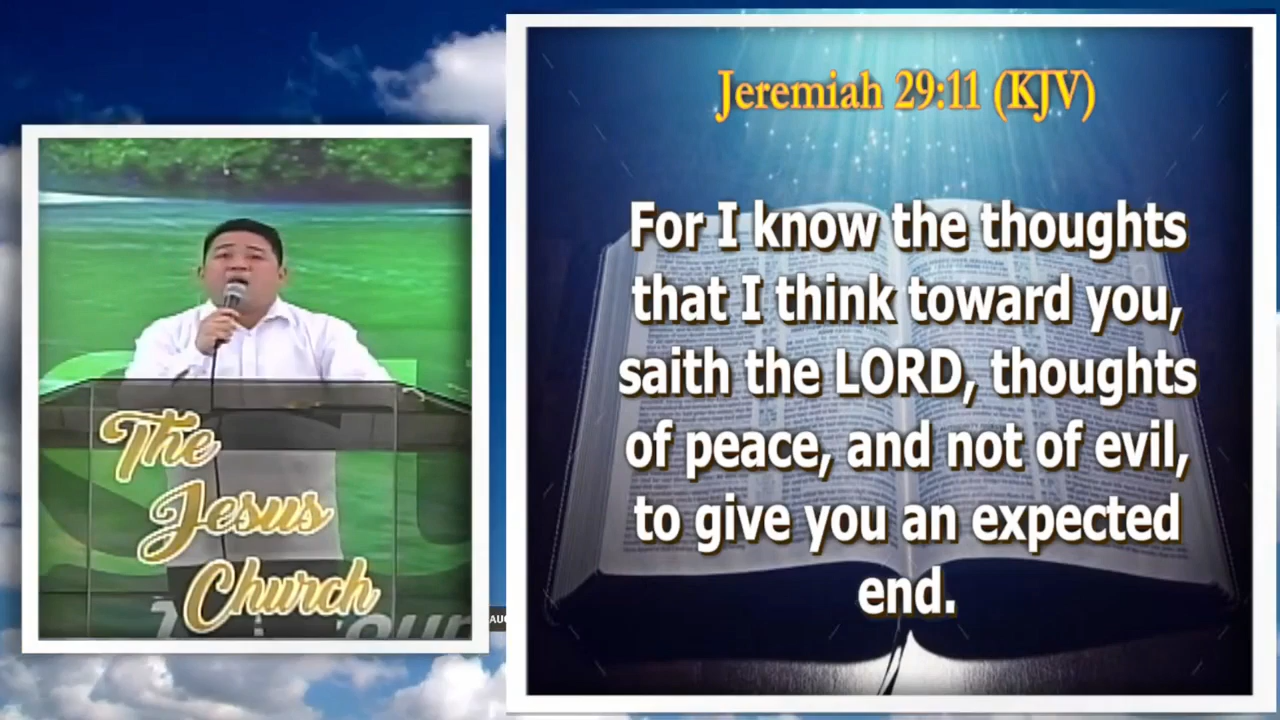 The
Jesus
Church
AUG
Jeremiah 29:11 (KJV)
For I know the thoughts
that I think toward you,
saith the LORD, thoughts
of peace, and not of evil,
to give you an expected
end.